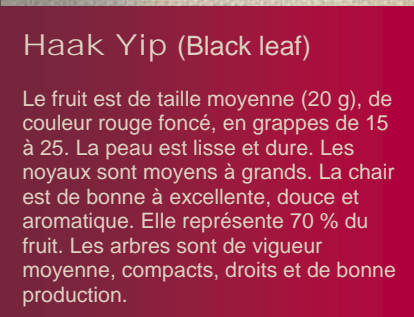 Haak Yip (Black leaf)
Le fruit est de taille moyenne (20 g), de
couleur rouge foncé, en grappes de 15
à 25. La peau est lisse et dure. Les
noyaux sont moyens à grands. La chair
est de bonne à excellente, douce et
aromatique. Elle représente 70 % du
fruit. Les arbres sont de vigueur
moyenne, compacts, droits et de bonne
production.